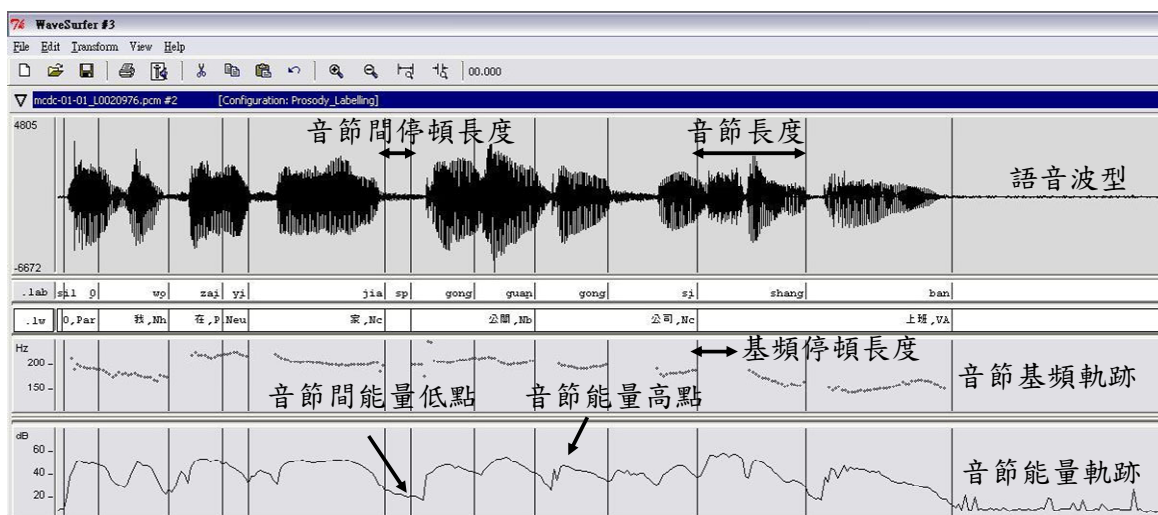 WaveSurfer #3
File Edit Transform View Help
00.000
mcdc-01-01_L0020976.pcm #2 [Configuration: Prosody_Labelling]
4805
音節間停頓長度 音節長度
語音波型
-6672
.lab sil 0 wo zai yi jia sp gong guan gong si shang ban
.lw 0,Par 我,Nh 在,P Neu 家,Nc 公關,Nb 公司,Nc 上班,VA
Hz
200
150
基頻停頓長度
音節基頻軌跡
音節間能量低點 音節能量高點
dB
60
40
20
音節能量軌跡